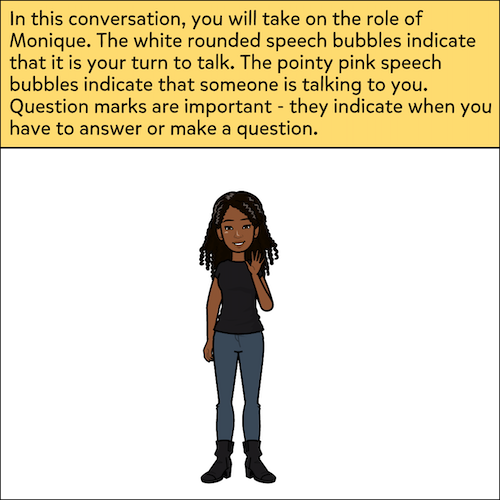 In this conversation, you will take on the role of
Monique. The white rounded speech bubbles indicate
that it is your turn to talk. The pointy pink speech
bubbles indicate that someone is talking to you.
Question marks are important - they indicate when you
have to answer or make a question.